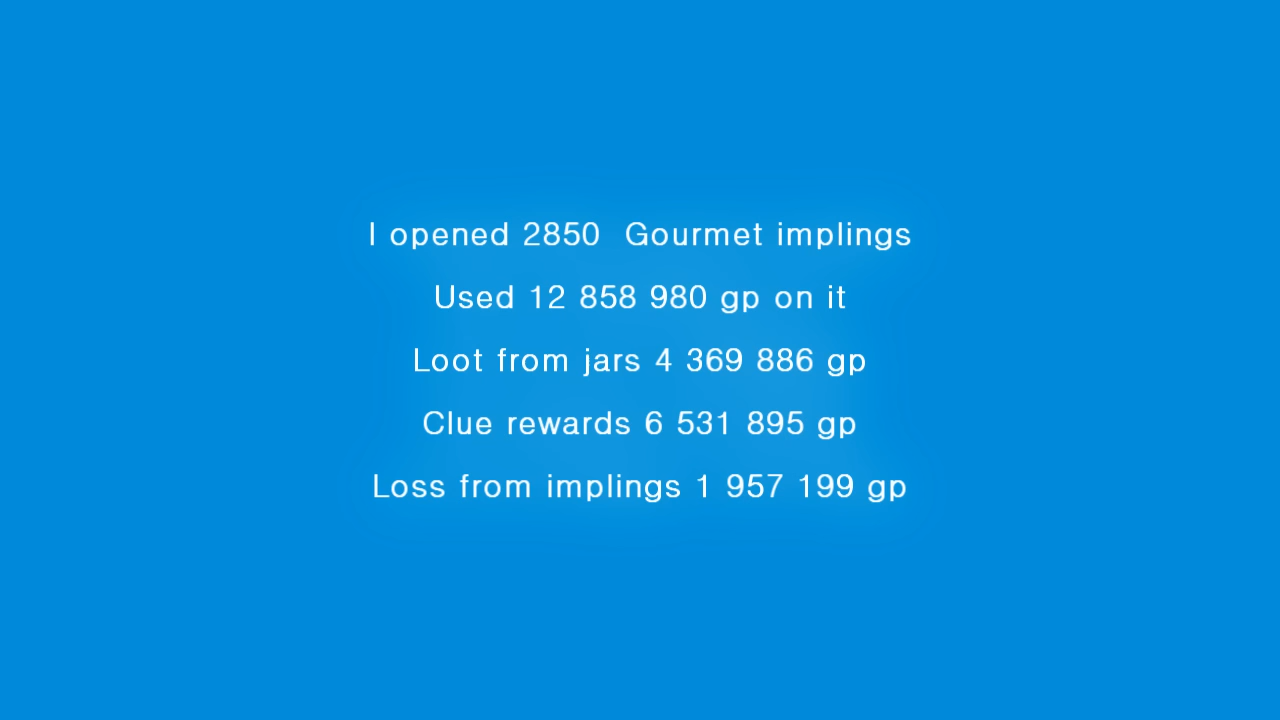 I opened 2850  Gourmet implings
Used 12 858 980 gp on it
Loot from jars 4 369 886 gp
Clue rewards 6 531 895 gp
Loss from implings 1 957 199 gp